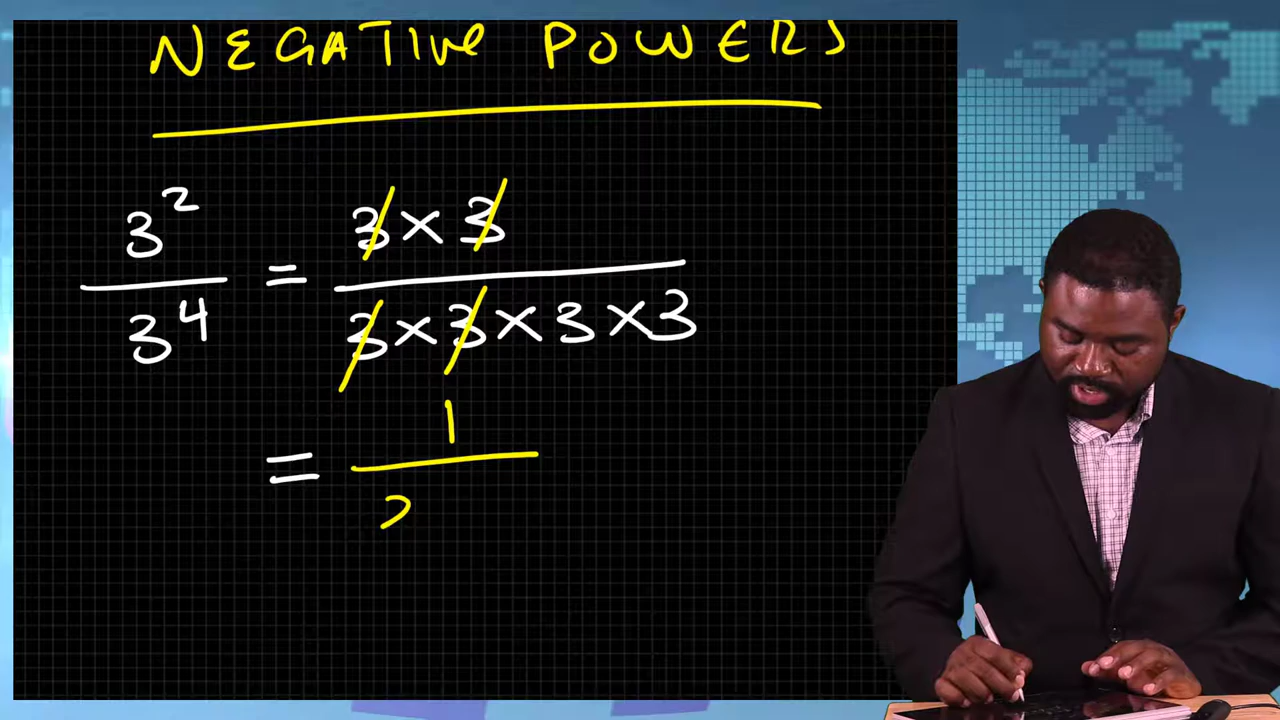 NEGATIVE POWERS
3² / 3⁴ = 3 × 3 / 3 × 3 × 3 × 3
= 1 /